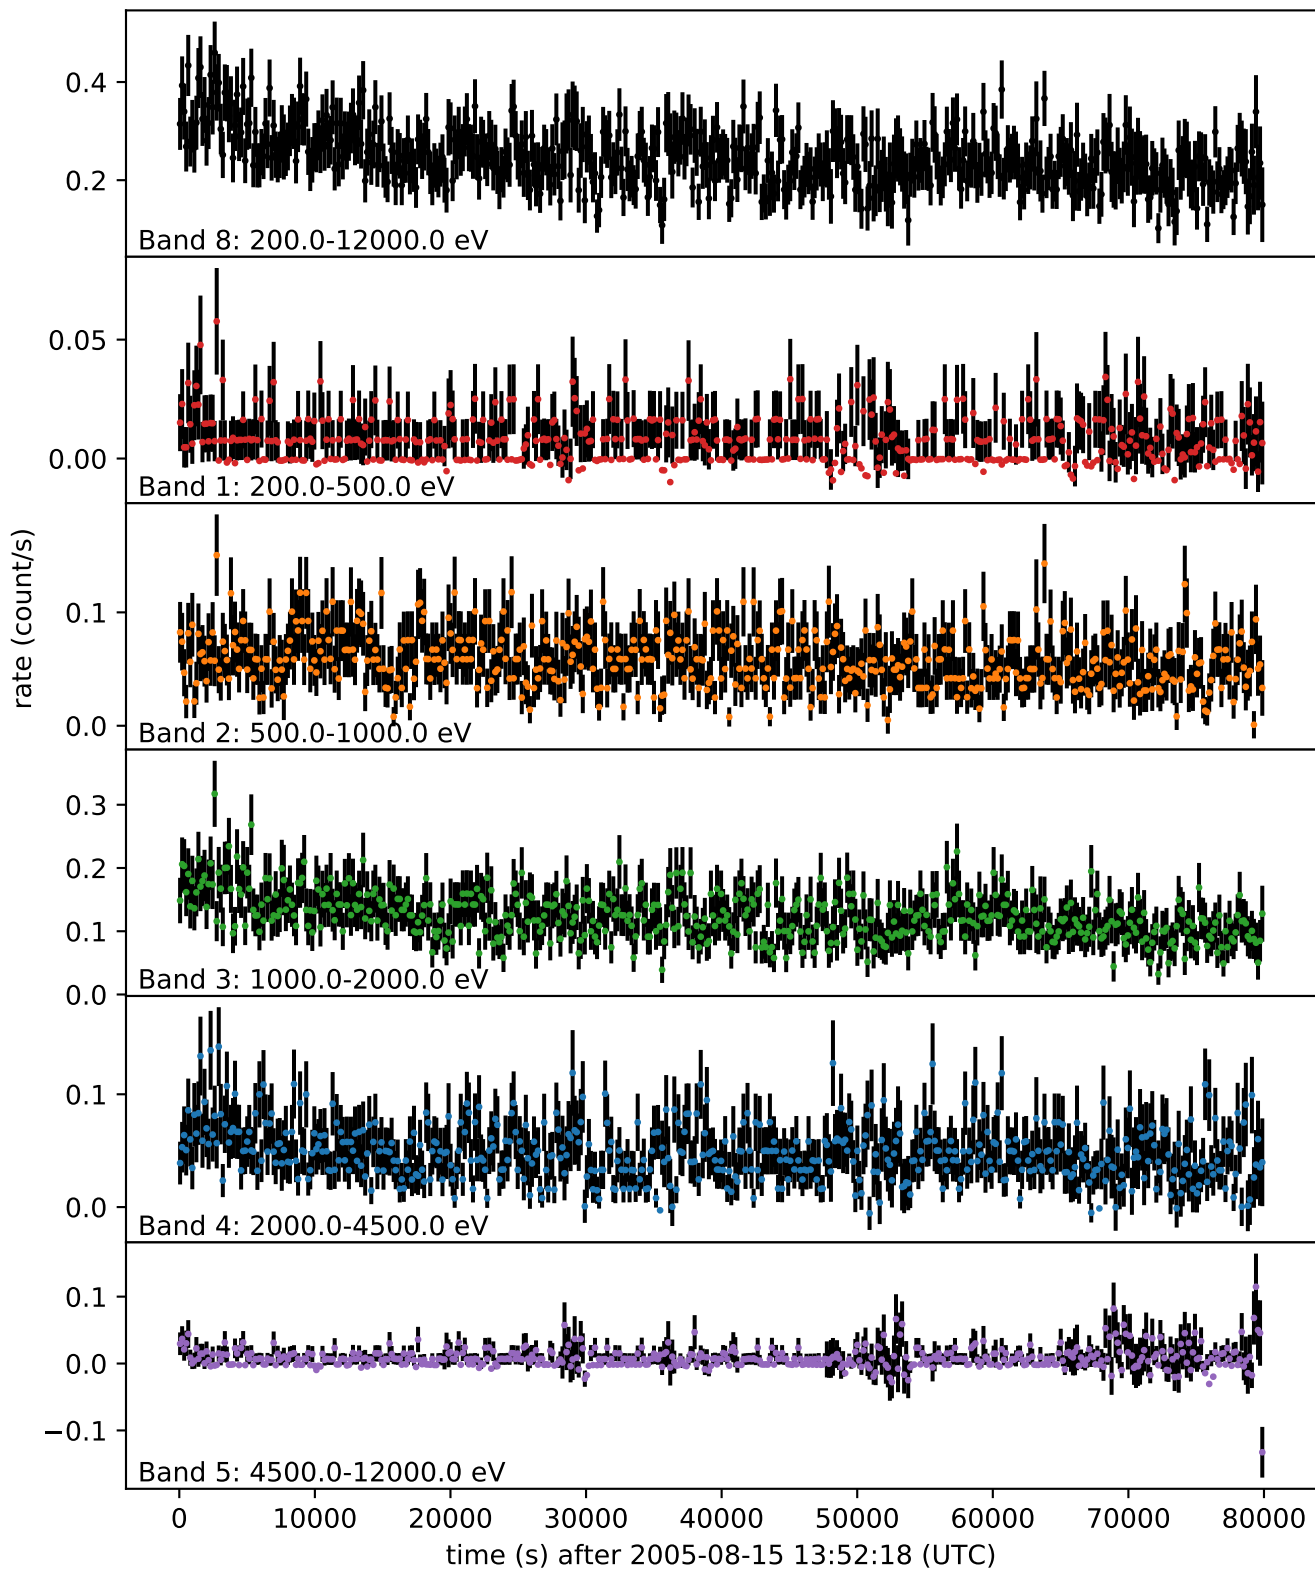 0.4
0.2
Band 8: 200.0-12000.0 eV
0.05
0.00
Band 1: 200.0-500.0 eV
0.1
0.0
Band 2: 500.0-1000.0 eV
rate (count/s)
0.3
0.2
0.1
0.0
Band 3: 1000.0-2000.0 eV
0.1
0.0
Band 4: 2000.0-4500.0 eV
0.1
0.0
−0.1
Band 5: 4500.0-12000.0 eV
0 10000 20000 30000 40000 50000 60000 70000 80000
time (s) after 2005-08-15 13:52:18 (UTC)